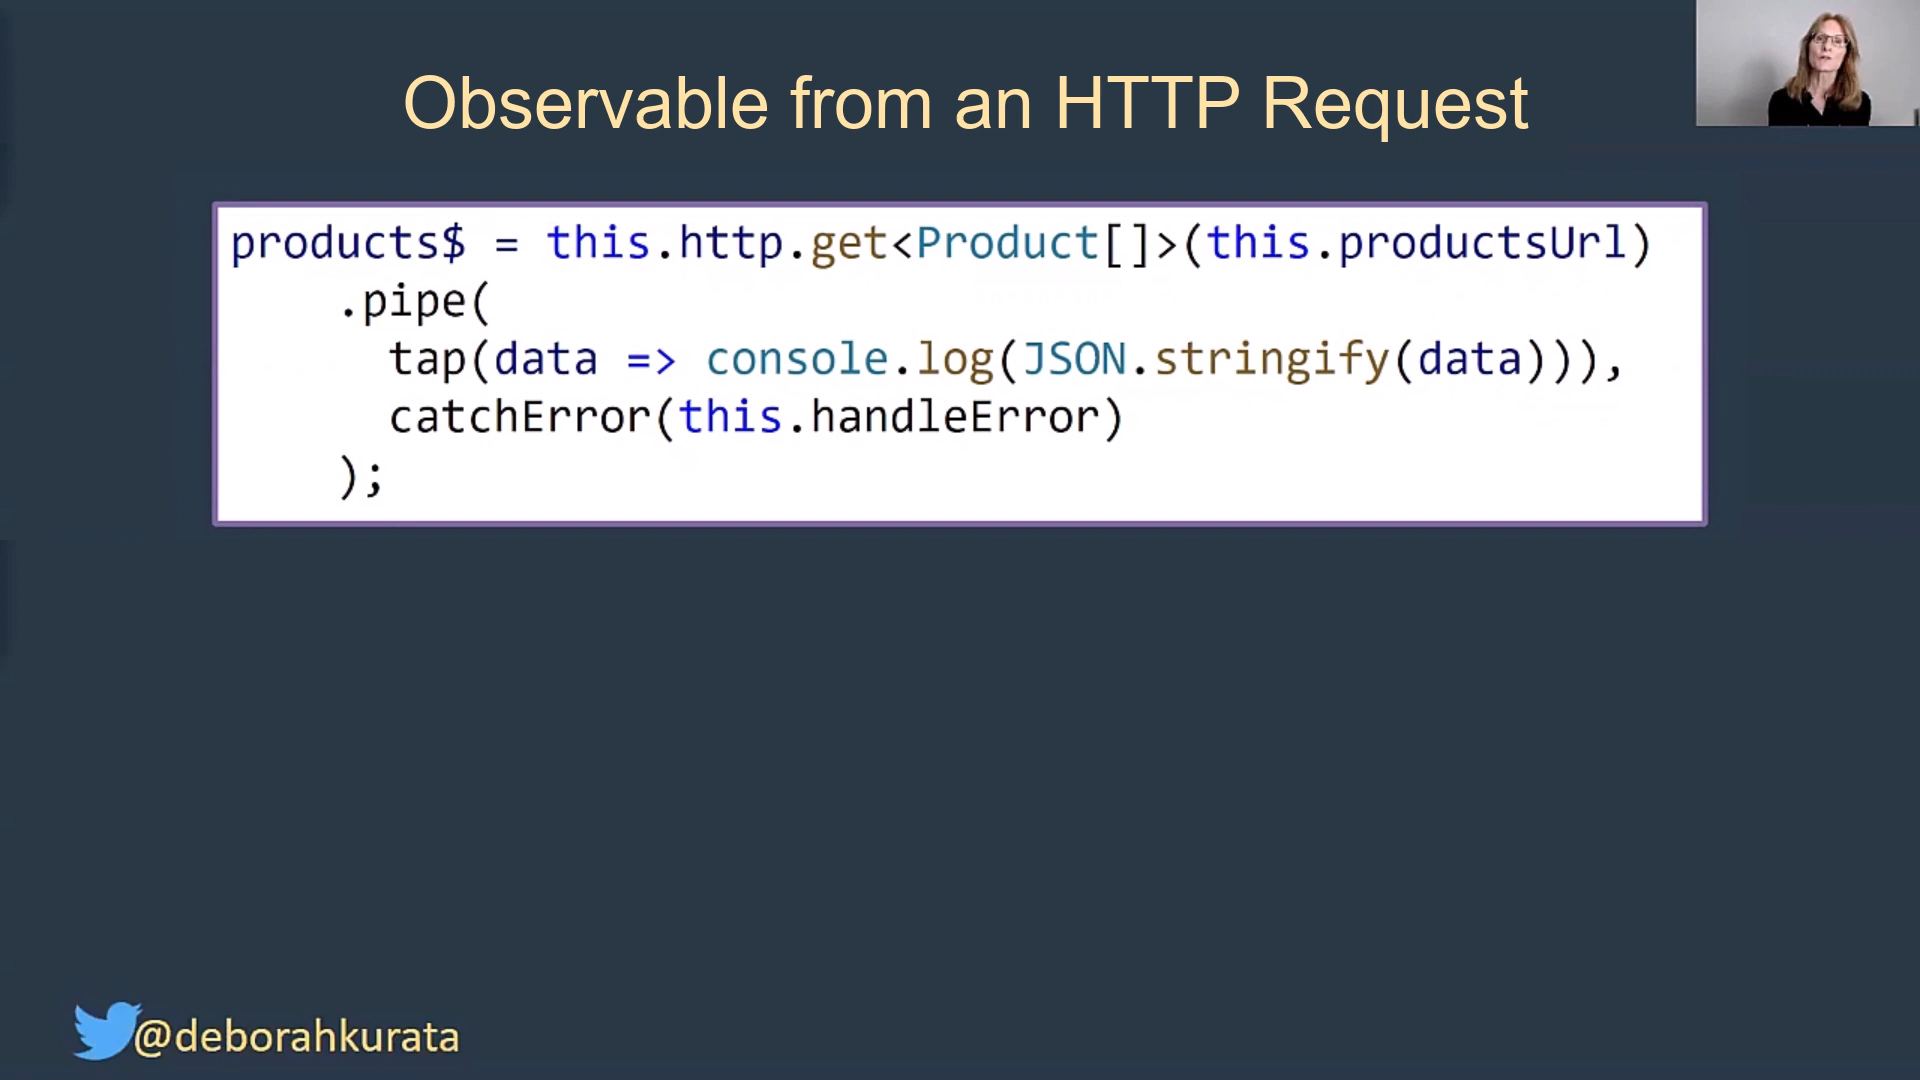 Observable from an HTTP Request
products$ = this.http.get<Product[]>(this.productsUrl)
.pipe(
tap(data => console.log(JSON.stringify(data))),
catchError(this.handleError)
);
@deborahkurata